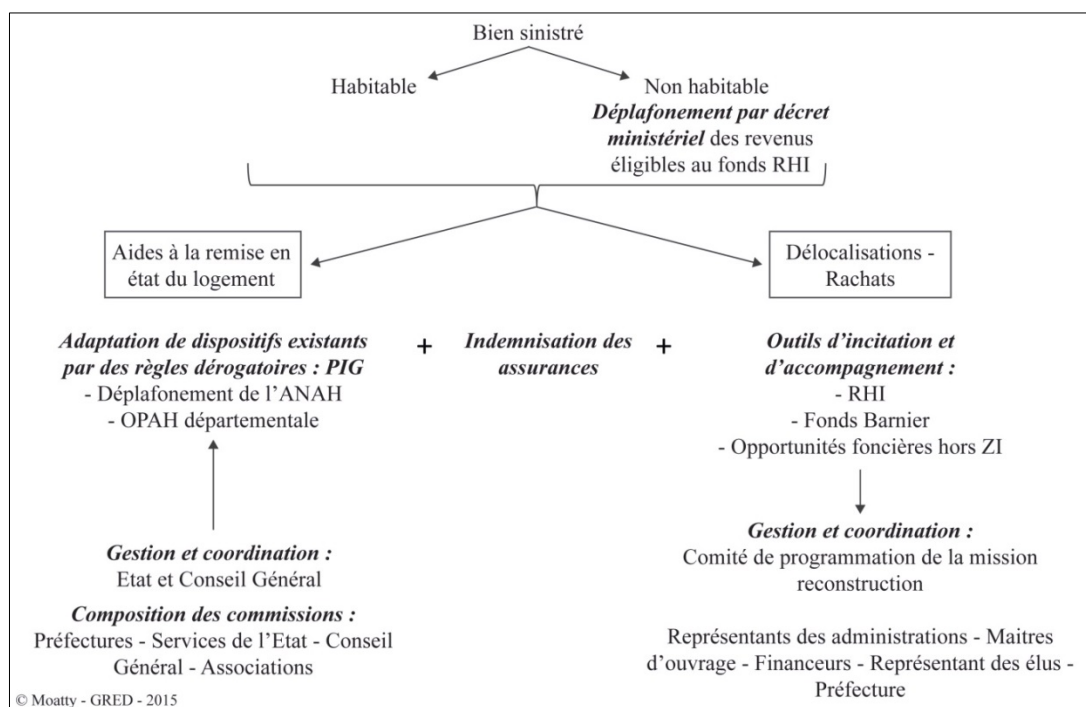 Bien sinistré
Habitable
Non habitable
Déplafonement par décret
ministériel des revenus
éligibles au fonds RHI
Aides à la remise en
état du logement
Délocalisations -
Rachats
Adaptation de dispositifs existants
par des règles dérogatoires : PIG
- Déplafonement de l’ANAH
- OPAH départementale
+
Indemnisation des
assurances
+
Outils d’incitation et
d’accompagnement :
- RHI
- Fonds Barnier
- Opportunités foncières hors ZI
Gestion et coordination :
Etat et Conseil Général
Composition des commissions :
Préfectures - Services de l’Etat - Conseil
Général - Associations
Gestion et coordination :
Comité de programmation de la mission
reconstruction
Représentants des administrations - Maitres
d’ouvrage - Financeurs - Représentant des élus -
Préfecture
© Moatty - GRED - 2015